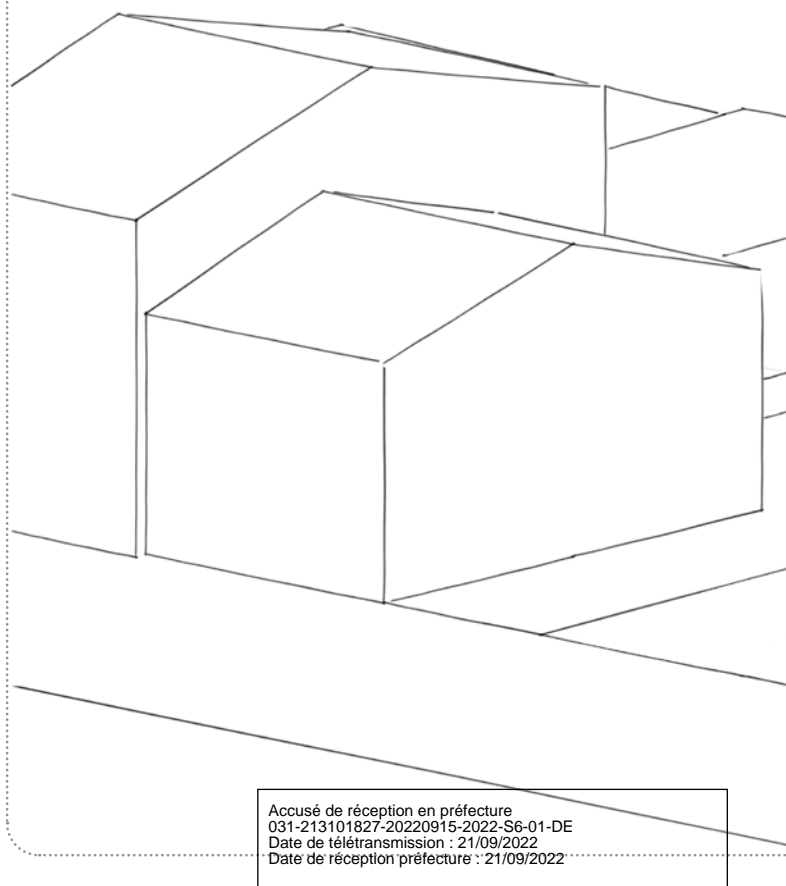 Accusé de réception en préfecture
031-213101827-20220915-2022-S6-01-DE
Date de télétransmission : 21/09/2022
Date de réception préfecture : 21/09/2022